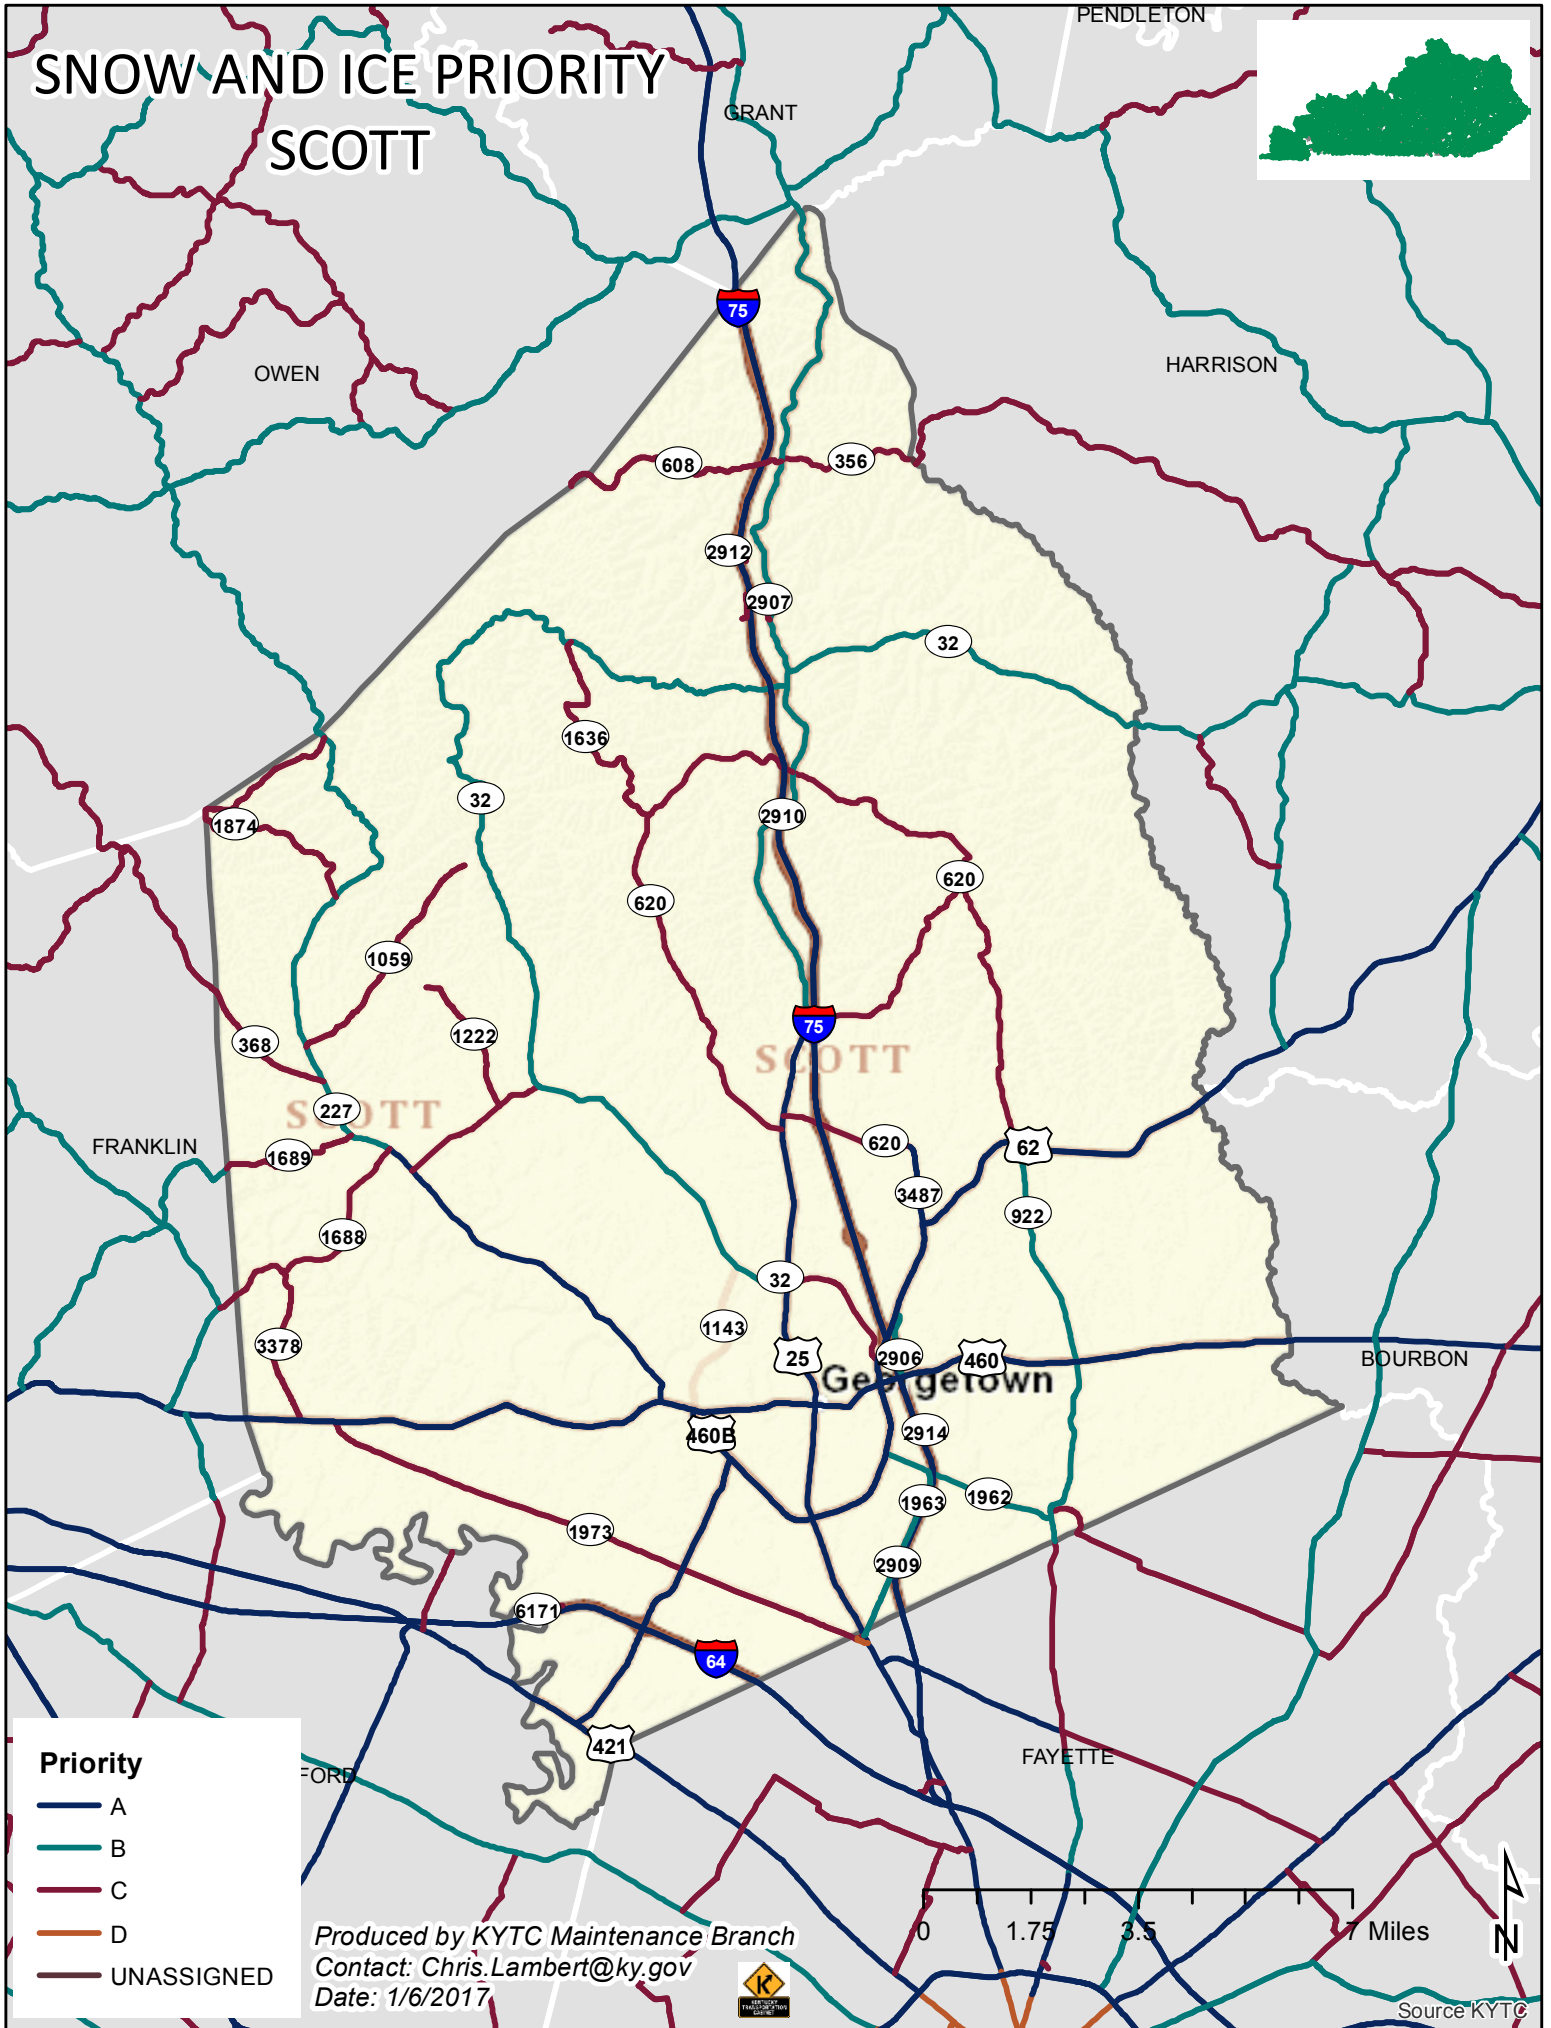 PENDLETON
SNOW AND ICE PRIORITY
SCOTT
GRANT
75
OWEN
HARRISON
608
356
2912
2907
32
1636
32
1874
2910
620
620
1059
75
368
1222
SCOTT
SCOTT
227
FRANKLIN
1689
620
62
3487
922
1688
32
1143
3378
25
2906
460
BOURBON
Georgetown
460B
2914
1962
1963
1973
2909
6171
64
421
FAYETTE
FORD
Priority
A
B
C
D
UNASSIGNED
0 1.75 3.5 7 Miles
N
Produced by KYTC Maintenance Branch
Contact: Chris.Lambert@ky.gov
Date: 1/6/2017
KENTUCKY
TRANSPORTATION
CABINET
Source KYTC